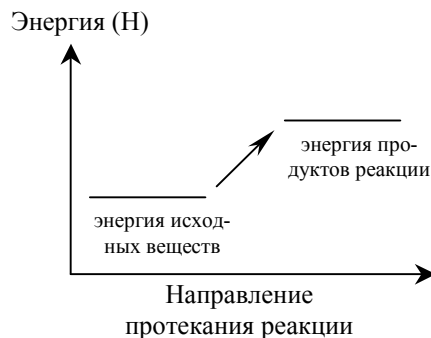 Энергия (Н)
энергия про-
дуктов реакции
энергия исход-
ных веществ
Направление
протекания реакции